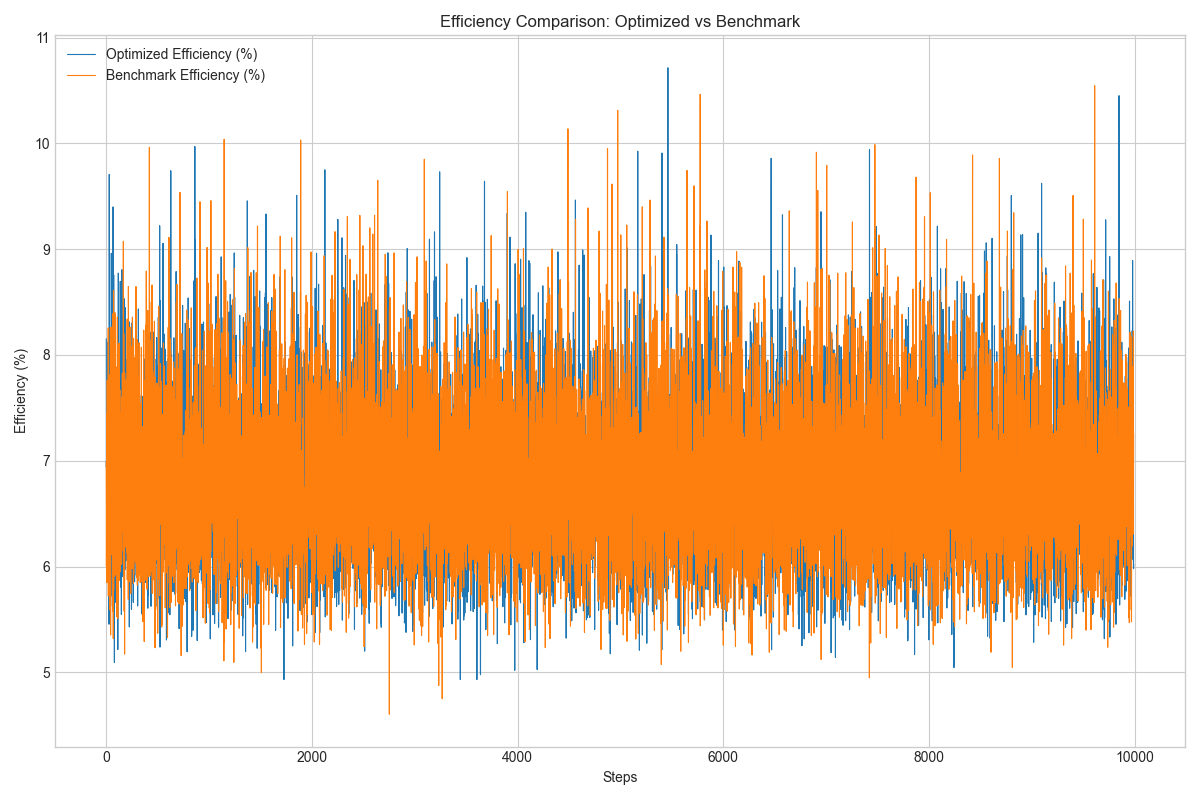 Efficiency Comparison: Optimized vs Benchmark
Optimized Efficiency (%)
Benchmark Efficiency (%)
Efficiency (%)
11
10
9
8
7
6
5
0
2000
4000
6000
8000
10000
Steps